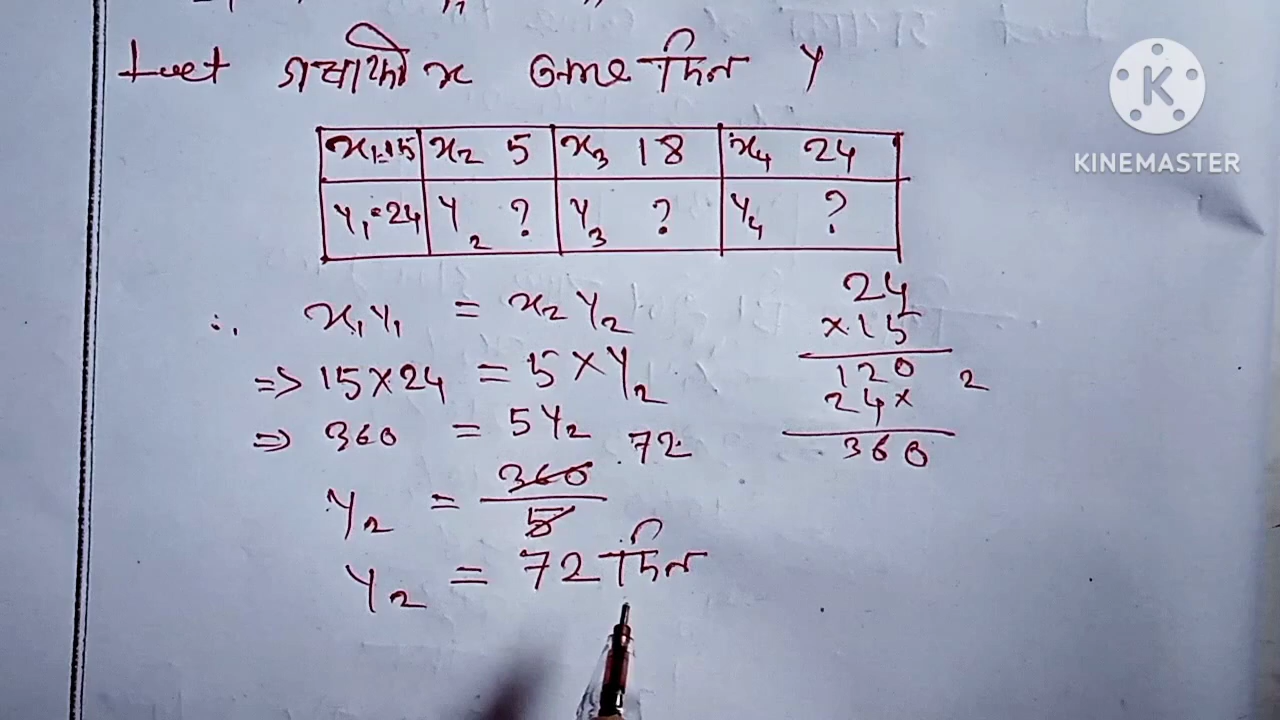 Let x दिन Y
KINEMASTER
x₁=15 x₂ 5 x₃ 18 x₄ 24
Y₁=24 Y₂ ? Y₃ ? Y₄ ?
∴ x₁Y₁ = x₂Y₂
⇒ 15×24 = 5×Y₂
⇒ 360 = 5Y₂
Y₂ = 360/5 72
Y₂ = 72 दिन
24
×15
120 2
24×
360